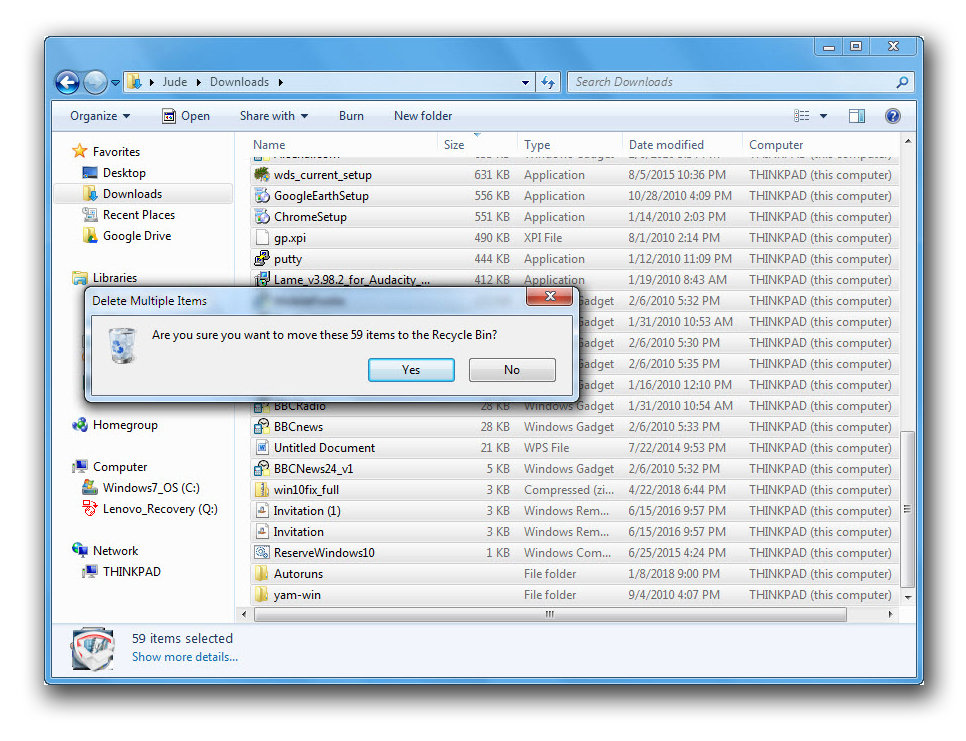 Jude Downloads
Search Downloads
Organize Open Share with Burn New folder
Name Size Type Date modified Computer
Favorites
Desktop
Downloads
Recent Places
Google Drive
Libraries
wds_current_setup 631 KB Application 8/5/2015 10:36 PM THINKPAD (this computer)
GoogleEarthSetup 556 KB Application 10/28/2010 4:09 PM THINKPAD (this computer)
ChromeSetup 551 KB Application 1/14/2010 2:03 PM THINKPAD (this computer)
gp.xpi 490 KB XPI File 8/1/2010 2:14 PM THINKPAD (this computer)
putty 444 KB Application 1/12/2010 11:09 PM THINKPAD (this computer)
Lame_v3.98.2_for_Audacity_... 412 KB Application 1/19/2010 8:43 AM THINKPAD (this computer)
Gadget 2/6/2010 5:32 PM THINKPAD (this computer)
Gadget 1/31/2010 10:53 AM THINKPAD (this computer)
Gadget 2/6/2010 5:30 PM THINKPAD (this computer)
Gadget 2/6/2010 5:35 PM THINKPAD (this computer)
Gadget 1/16/2010 12:10 PM THINKPAD (this computer)
Delete Multiple Items
Are you sure you want to move these 59 items to the Recycle Bin?
Yes No
BBCRadio 28 KB Windows Gadget 1/31/2010 10:54 AM THINKPAD (this computer)
BBCnews 28 KB Windows Gadget 2/6/2010 5:33 PM THINKPAD (this computer)
Untitled Document 21 KB WPS File 7/22/2014 9:53 PM THINKPAD (this computer)
BBCNews24_v1 5 KB Windows Gadget 2/6/2010 5:32 PM THINKPAD (this computer)
win10fix_full 3 KB Compressed (zi... 4/22/2018 6:44 PM THINKPAD (this computer)
Invitation (1) 3 KB Windows Rem... 6/15/2016 9:57 PM THINKPAD (this computer)
Invitation 3 KB Windows Rem... 6/15/2016 9:57 PM THINKPAD (this computer)
ReserveWindows10 1 KB Windows Com... 6/25/2015 4:24 PM THINKPAD (this computer)
Autoruns File folder 1/8/2018 9:00 PM THINKPAD (this computer)
yam-win File folder 9/4/2010 4:07 PM THINKPAD (this computer)
Homegroup
Computer
Windows7_OS (C:)
Lenovo_Recovery (Q:)
Network
THINKPAD
59 items selected
Show more details...